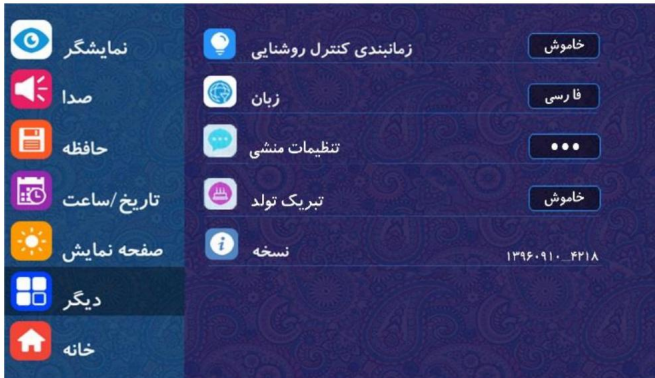 نمایشگر
صدا
حافظه
تاریخ/ساعت
صفحه نمایش
دیگر
خانه
زمانبندی کنترل روشنایی خاموش
زبان فارسی
تنظیمات منشی •••
تبریک تولد خاموش
نسخه ۱۳۹۶۰۹۱۰_۴۲۱۸